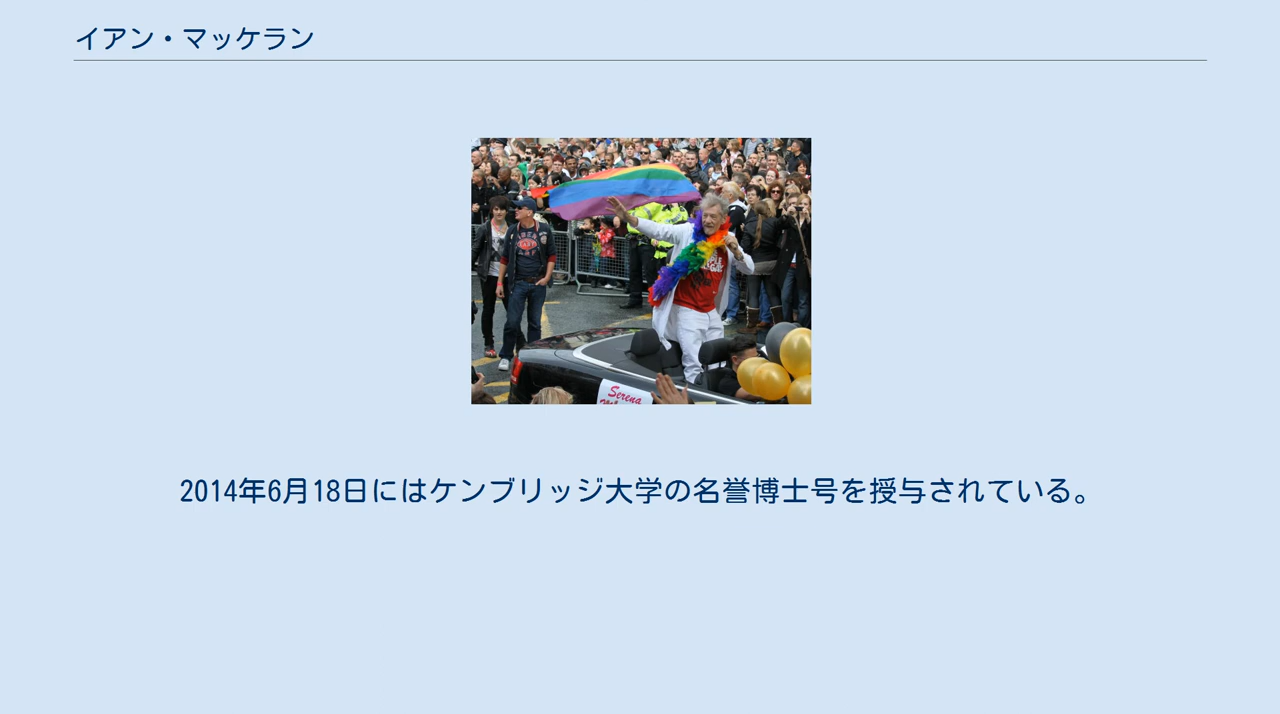 イアン・マッケラン
Serena
2014年6月18日にはケンブリッジ大学の名誉博士号を授与されている。